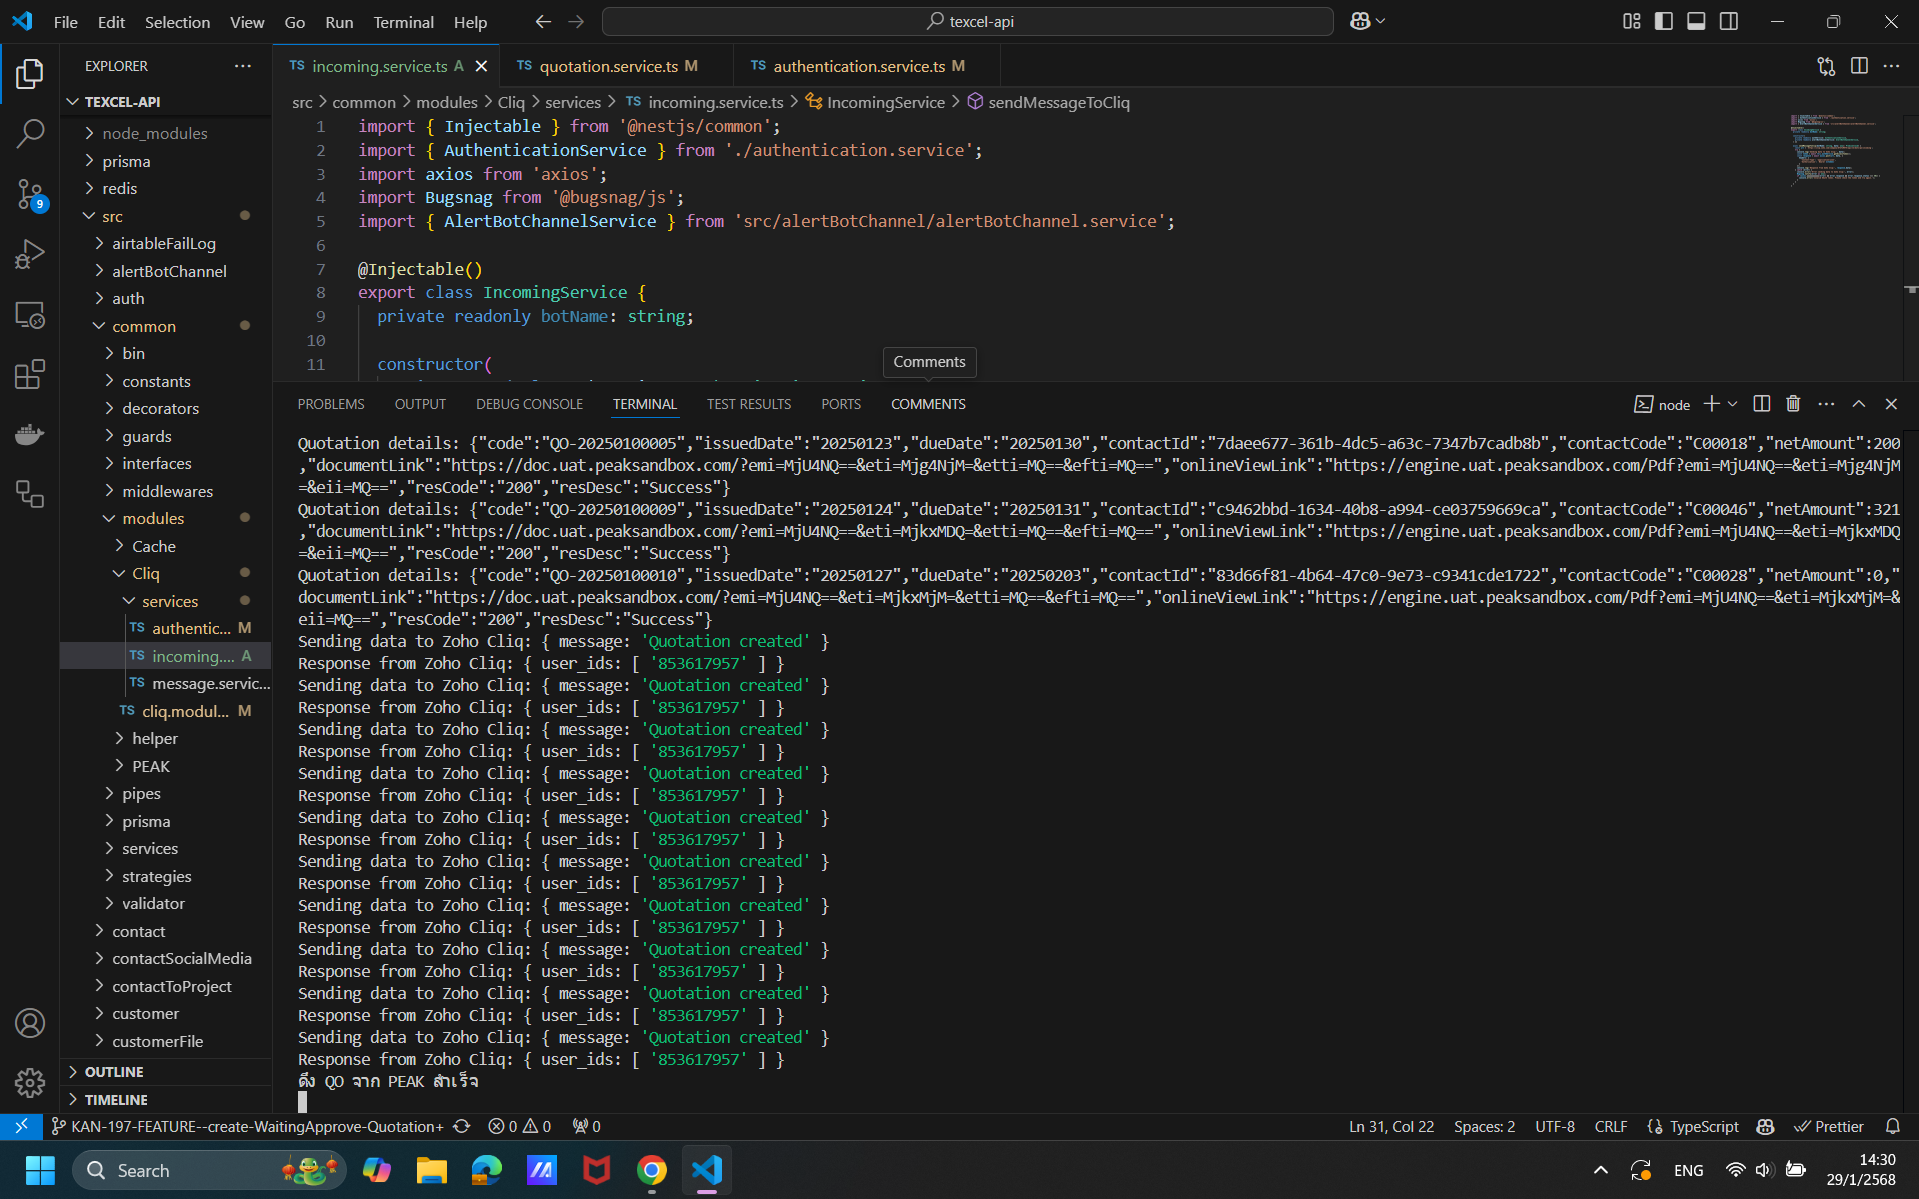 File Edit Selection View Go Run Terminal Help
texcel-api
EXPLORER
TEXCEL-API
node_modules
prisma
redis
src
airtableFailLog
alertBotChannel
auth
common
bin
constants
decorators
guards
interfaces
middlewares
modules
Cache
Cliq
services
TS authentic... M
TS incoming.... A
TS message.servic...
TS cliq.modul... M
helper
PEAK
pipes
prisma
services
strategies
validator
contact
contactSocialMedia
contactToProject
customer
customerFile
OUTLINE
TIMELINE
9
TS incoming.service.ts A
TS quotation.service.ts M
TS authentication.service.ts M
src > common > modules > Cliq > services > TS incoming.service.ts > IncomingService > sendMessageToCliq
1 import { Injectable } from '@nestjs/common';
2 import { AuthenticationService } from './authentication.service';
3 import axios from 'axios';
4 import Bugsnag from '@bugsnag/js';
5 import { AlertBotChannelService } from 'src/alertBotChannel/alertBotChannel.service';
6
7 @Injectable()
8 export class IncomingService {
9 private readonly botName: string;
10
11 constructor(
Comments
PROBLEMS OUTPUT DEBUG CONSOLE TERMINAL TEST RESULTS PORTS COMMENTS
node
Quotation details: {"code":"QO-20250100005","issuedDate":"20250123","dueDate":"20250130","contactId":"7daee677-361b-4dc5-a63c-7347b7cadb8b","contactCode":"C00018","netAmount":200
,"documentLink":"https://doc.uat.peaksandbox.com/?emi=MjU4NQ==&eti=Mjg4NjM=&etti=MQ==&efti=MQ==","onlineViewLink":"https://engine.uat.peaksandbox.com/Pdf?emi=MjU4NQ==&eti=Mjg4NjM
=&eii=MQ==","resCode":"200","resDesc":"Success"}
Quotation details: {"code":"QO-20250100009","issuedDate":"20250124","dueDate":"20250131","contactId":"c9462bbd-1634-40b8-a994-ce03759669ca","contactCode":"C00046","netAmount":321
,"documentLink":"https://doc.uat.peaksandbox.com/?emi=MjU4NQ==&eti=MjkxMDQ=&etti=MQ==&efti=MQ==","onlineViewLink":"https://engine.uat.peaksandbox.com/Pdf?emi=MjU4NQ==&eti=MjkxMDQ
=&eii=MQ==","resCode":"200","resDesc":"Success"}
Quotation details: {"code":"QO-20250100010","issuedDate":"20250127","dueDate":"20250203","contactId":"83d66f81-4b64-47c0-9e73-c9341cde1722","contactCode":"C00028","netAmount":0,"
documentLink":"https://doc.uat.peaksandbox.com/?emi=MjU4NQ==&eti=MjkxMjM=&etti=MQ==&efti=MQ==","onlineViewLink":"https://engine.uat.peaksandbox.com/Pdf?emi=MjU4NQ==&eti=MjkxMjM=&
eii=MQ==","resCode":"200","resDesc":"Success"}
Sending data to Zoho Cliq: { message: 'Quotation created' }
Response from Zoho Cliq: { user_ids: [ '853617957' ] }
Sending data to Zoho Cliq: { message: 'Quotation created' }
Response from Zoho Cliq: { user_ids: [ '853617957' ] }
Sending data to Zoho Cliq: { message: 'Quotation created' }
Response from Zoho Cliq: { user_ids: [ '853617957' ] }
Sending data to Zoho Cliq: { message: 'Quotation created' }
Response from Zoho Cliq: { user_ids: [ '853617957' ] }
Sending data to Zoho Cliq: { message: 'Quotation created' }
Response from Zoho Cliq: { user_ids: [ '853617957' ] }
Sending data to Zoho Cliq: { message: 'Quotation created' }
Response from Zoho Cliq: { user_ids: [ '853617957' ] }
Sending data to Zoho Cliq: { message: 'Quotation created' }
Response from Zoho Cliq: { user_ids: [ '853617957' ] }
Sending data to Zoho Cliq: { message: 'Quotation created' }
Response from Zoho Cliq: { user_ids: [ '853617957' ] }
Sending data to Zoho Cliq: { message: 'Quotation created' }
Response from Zoho Cliq: { user_ids: [ '853617957' ] }
Sending data to Zoho Cliq: { message: 'Quotation created' }
Response from Zoho Cliq: { user_ids: [ '853617957' ] }
ดึง QO จาก PEAK สำเร็จ
KAN-197-FEATURE--create-WaitingApprove-Quotation+ 0 0 0 Ln 31, Col 22 Spaces: 2 UTF-8 CRLF TypeScript Prettier
Search
ENG
14:30
29/1/2568